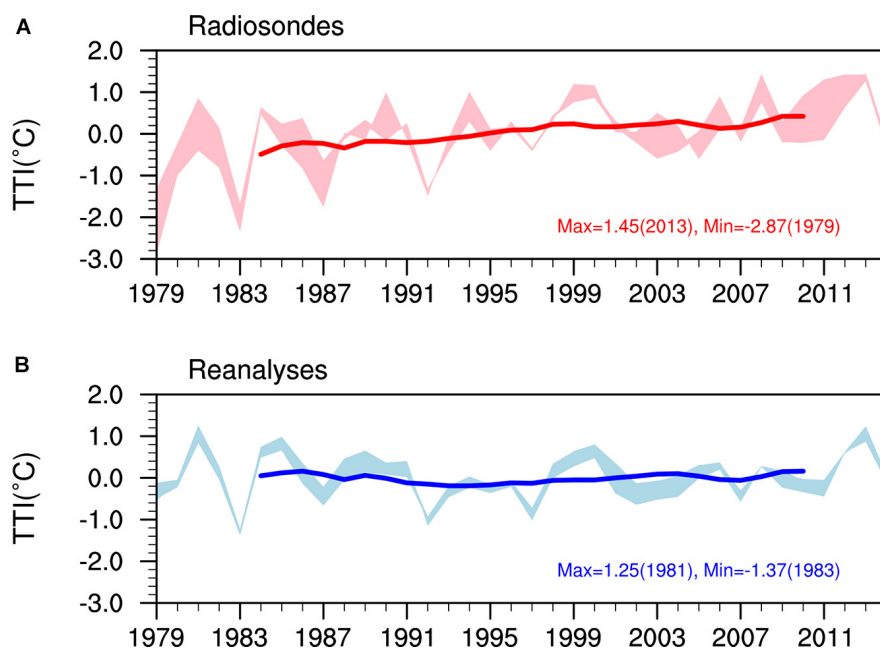 A
Radiosondes
2.0
1.0
0.0
-1.0
-2.0
-3.0
TTI(°C)
Max=1.45(2013), Min=-2.87(1979)
1979 1983 1987 1991 1995 1999 2003 2007 2011
B
Reanalyses
2.0
1.0
0.0
-1.0
-2.0
-3.0
TTI(°C)
Max=1.25(1981), Min=-1.37(1983)
1979 1983 1987 1991 1995 1999 2003 2007 2011